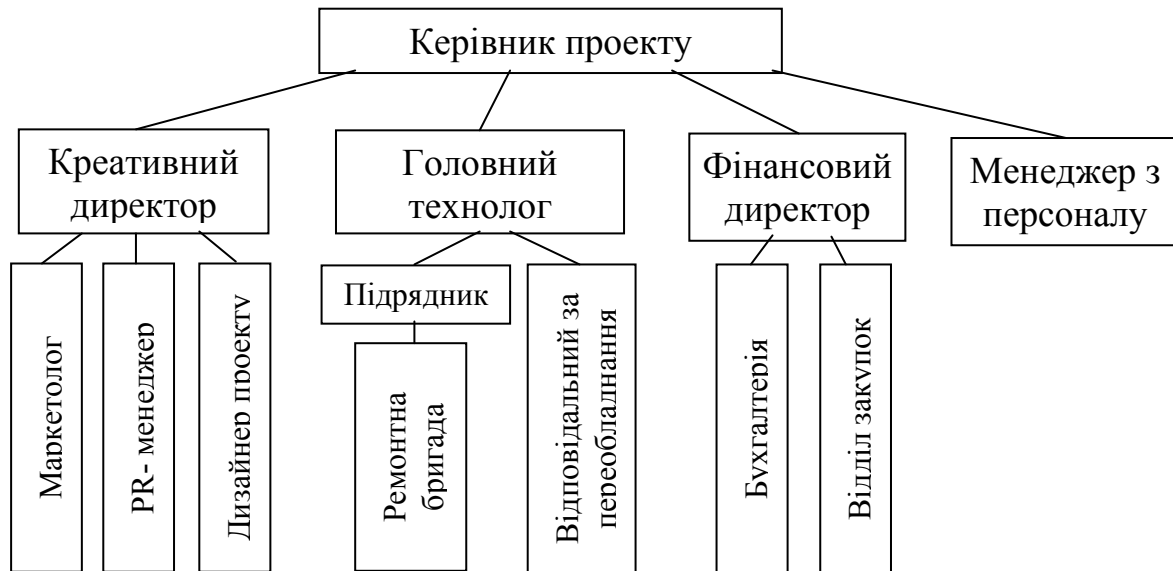 Керівник проекту
Креативний
директор
Головний
технолог
Фінансовий
директор
Менеджер з
персоналу
Маркетолог
PR- менеджер
Дизайнер проекту
Підрядник
Ремонтна
бригада
Відповідальний за
переобладнання
Бухгалтерія
Відділ закупок